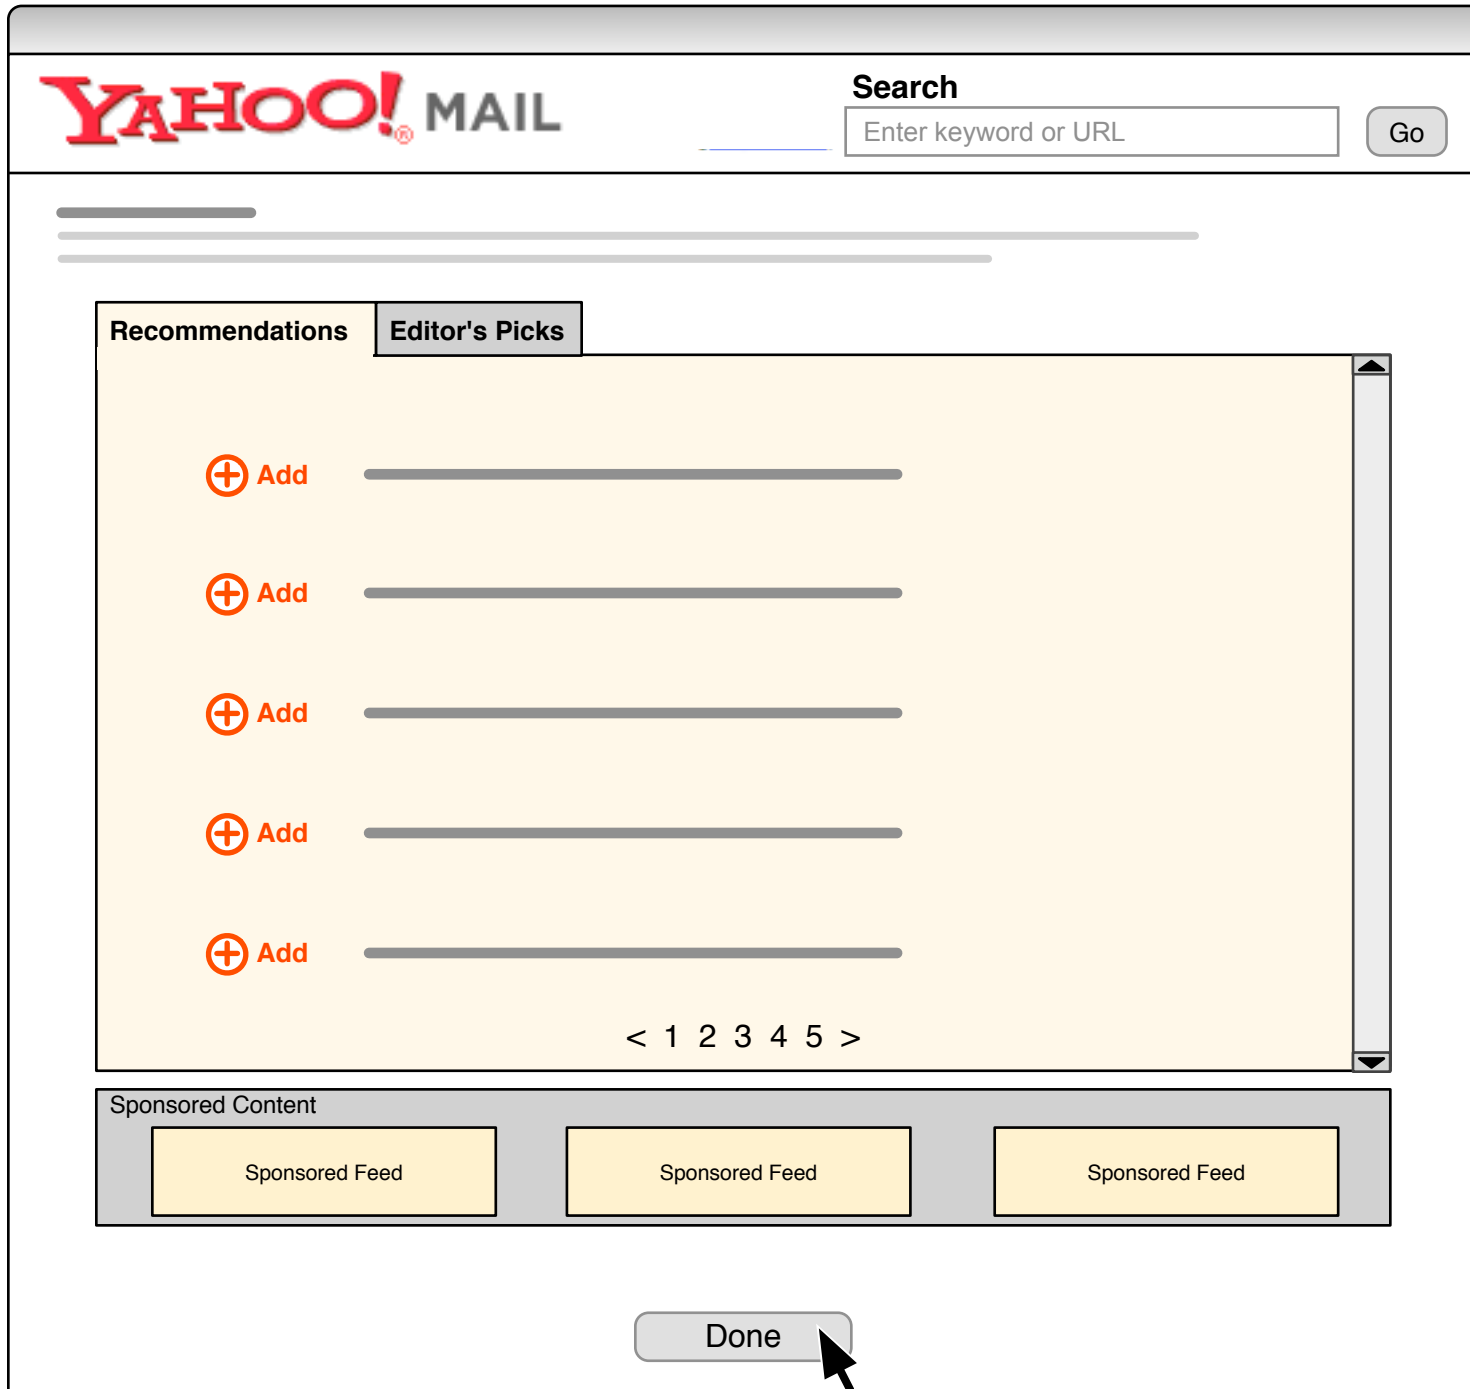 YAHOO!® MAIL
Search
Enter keyword or URL
Go
Recommendations
Editor's Picks
Add
Add
Add
Add
Add
< 1 2 3 4 5 >
Sponsored Content
Sponsored Feed
Sponsored Feed
Sponsored Feed
Done